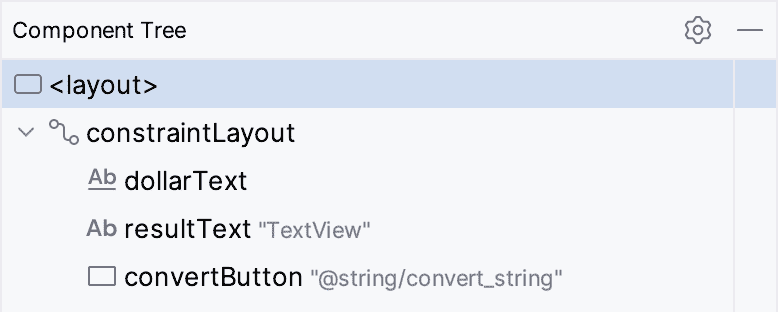 Component Tree
<layout>
constraintLayout
Ab dollarText
Ab resultText "TextView"
convertButton "@string/convert_string"